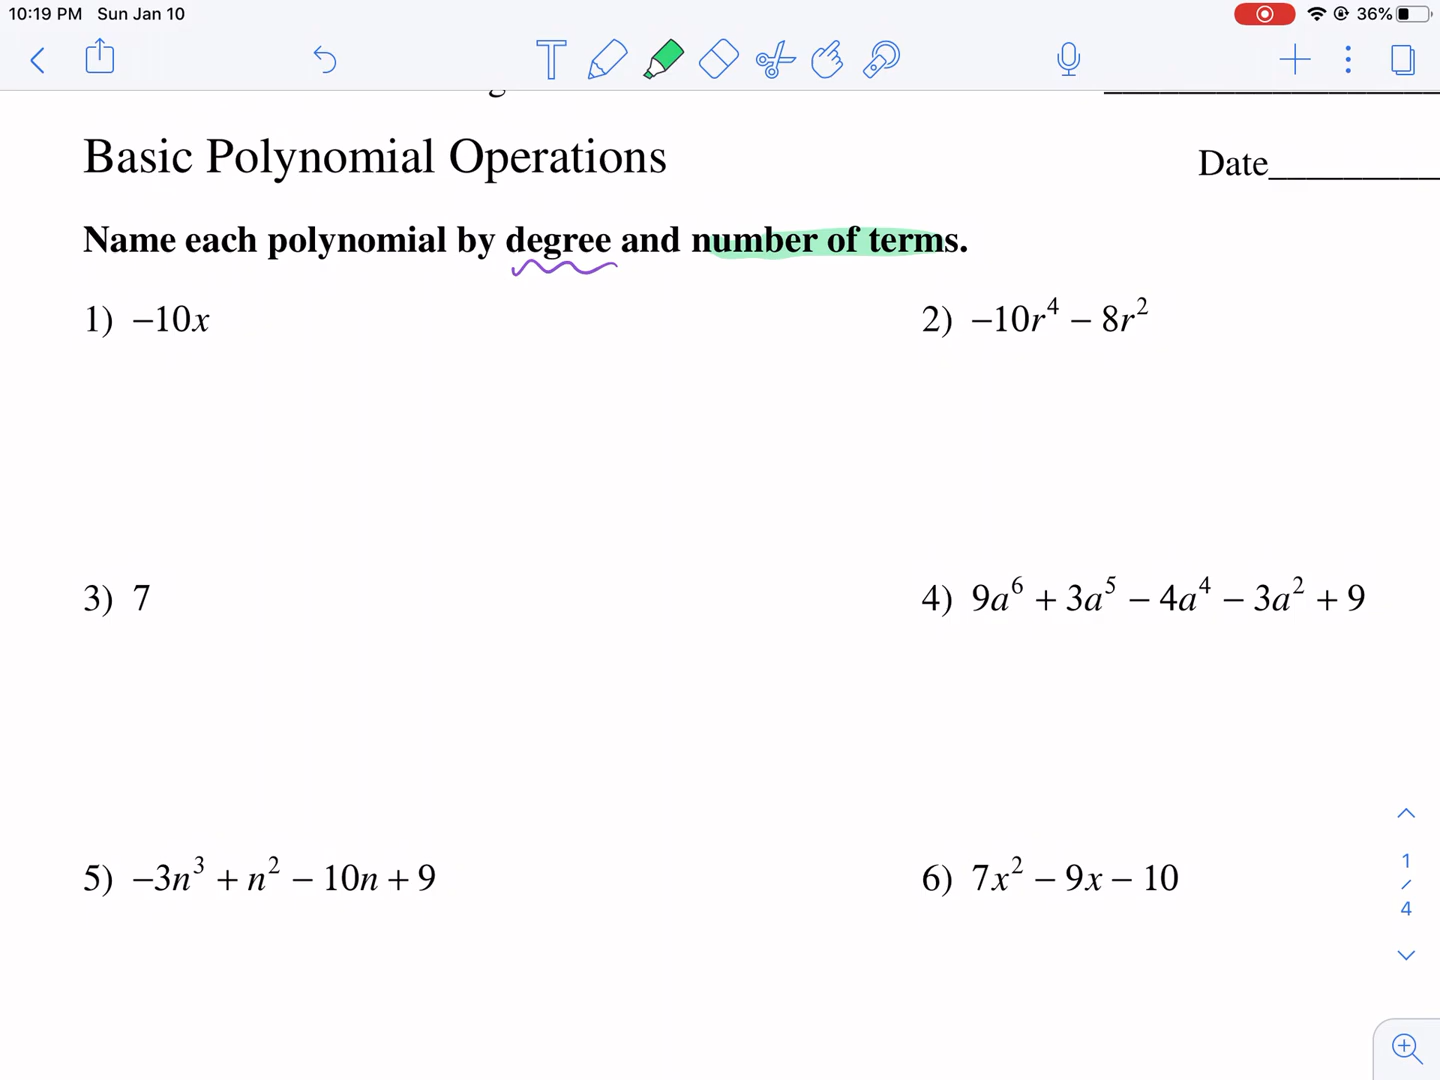 10:19 PM Sun Jan 10 36%
Basic Polynomial Operations
Date__________
Name each polynomial by degree and number of terms.
1) −10x
2) −10r⁴ − 8r²
3) 7
4) 9a⁶ + 3a⁵ − 4a⁴ − 3a² + 9
5) −3n³ + n² − 10n + 9
6) 7x² − 9x − 10
1
/
4